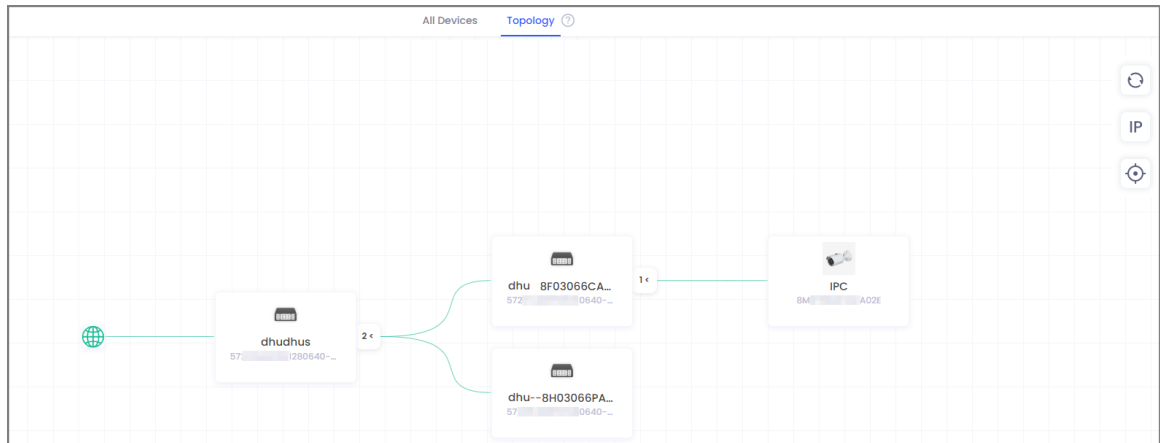 All Devices Topology ?
IP
dhu 8F03066CA...
572 0640-...
1 <
IPC
8M A02E
dhudhus
57 I280640-...
2 <
dhu--8H03066PA...
57 0640-...